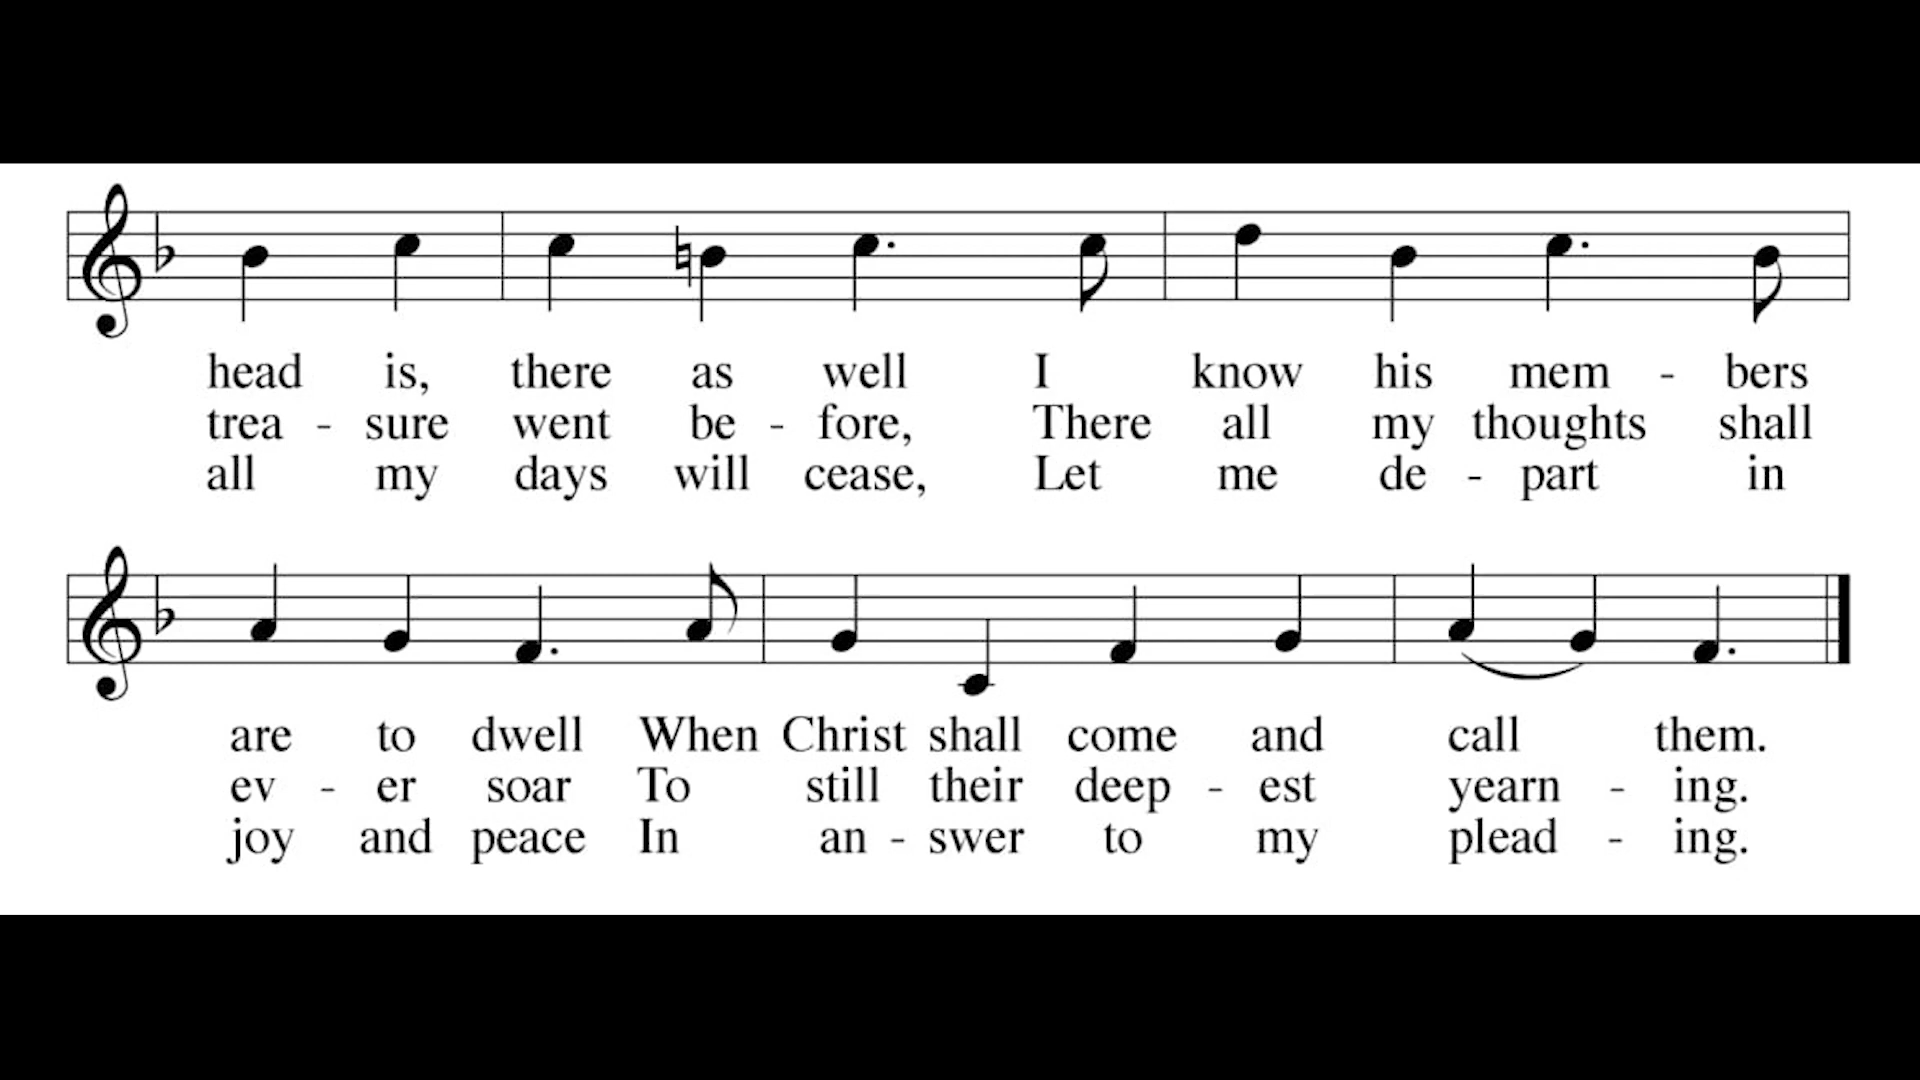 head is, there as well I know his mem - bers
trea - sure went be - fore, There all my thoughts shall
all my days will cease, Let me de - part in
are to dwell When Christ shall come and call them.
ev - er soar To still their deep - est yearn - ing.
joy and peace In an - swer to my plead - ing.